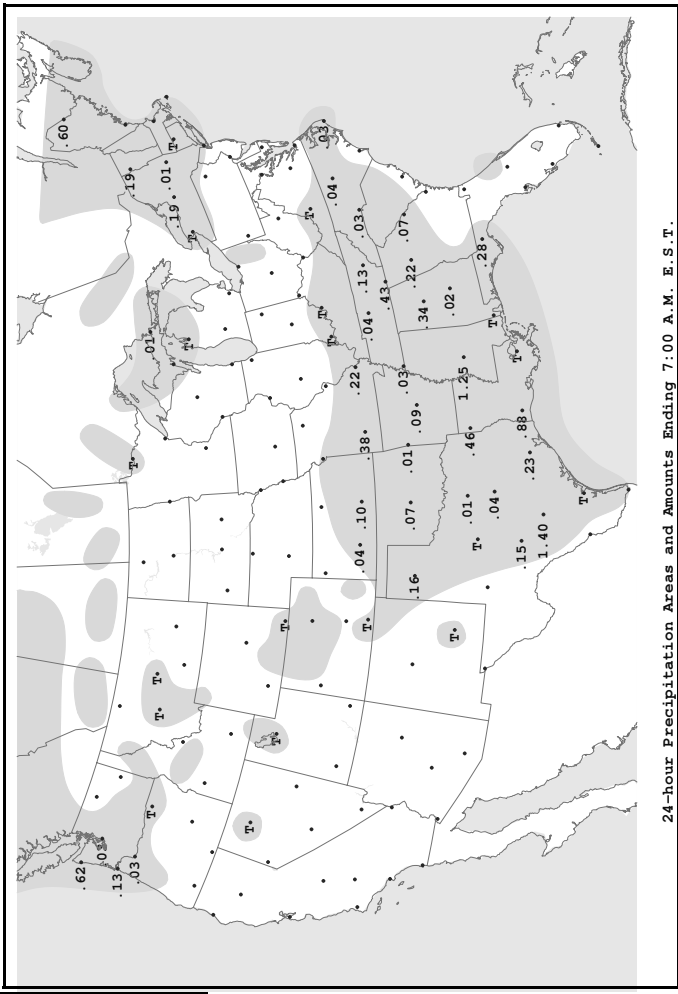 .60
.62
.13
.19
T
.03
T
.01
T
T
.01
.19
T
T
T
T
T
T
T
T
.03
T
.04
.22
.03
.04
.10
.38
T
.04
.13
.43
.03
.07
.16
.07
.01
.09
.22
.07
.34
.02
.01
.46
1.25
T
.04
.28
T
.15
.88
T
.23
1.40
T
24-hour Precipitation Areas and Amounts Ending 7:00 A.M. E.S.T.